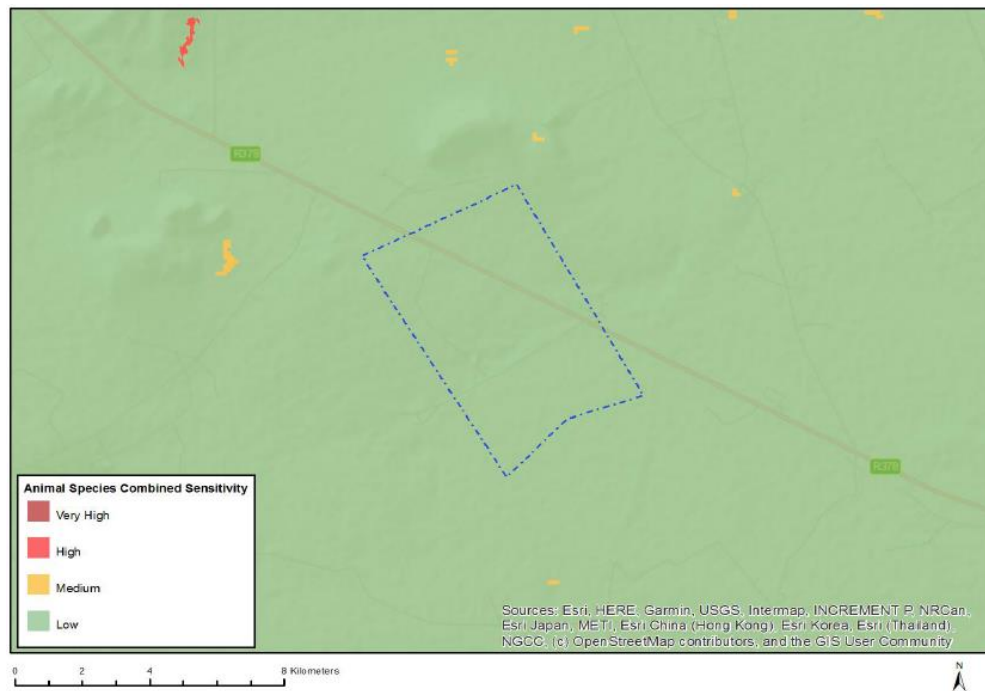 R378
R378
Animal Species Combined Sensitivity
Very High
High
Medium
Low
Sources: Esri, HERE, Garmin, USGS, Intermap, INCREMENT P, NRCan,
Esri Japan, METI, Esri China (Hong Kong), Esri Korea, Esri (Thailand),
NGCC, (c) OpenStreetMap contributors, and the GIS User Community
0 2 4 8 Kilometers
N